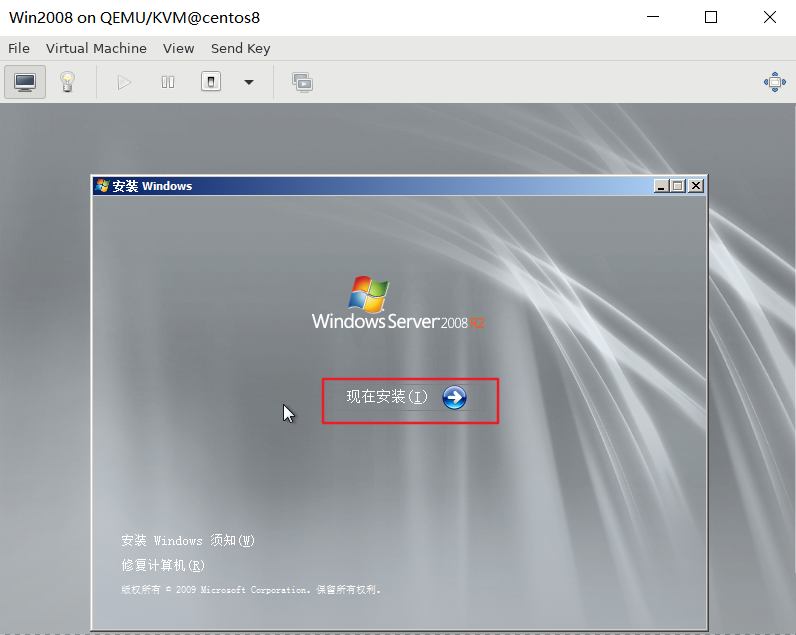 Win2008 on QEMU/KVM@centos8
File Virtual Machine View Send Key
安装 Windows
Windows Server 2008 R2
现在安装(I)
安装 Windows 须知(W)
修复计算机(R)
版权所有 © 2009 Microsoft Corporation. 保留所有权利。